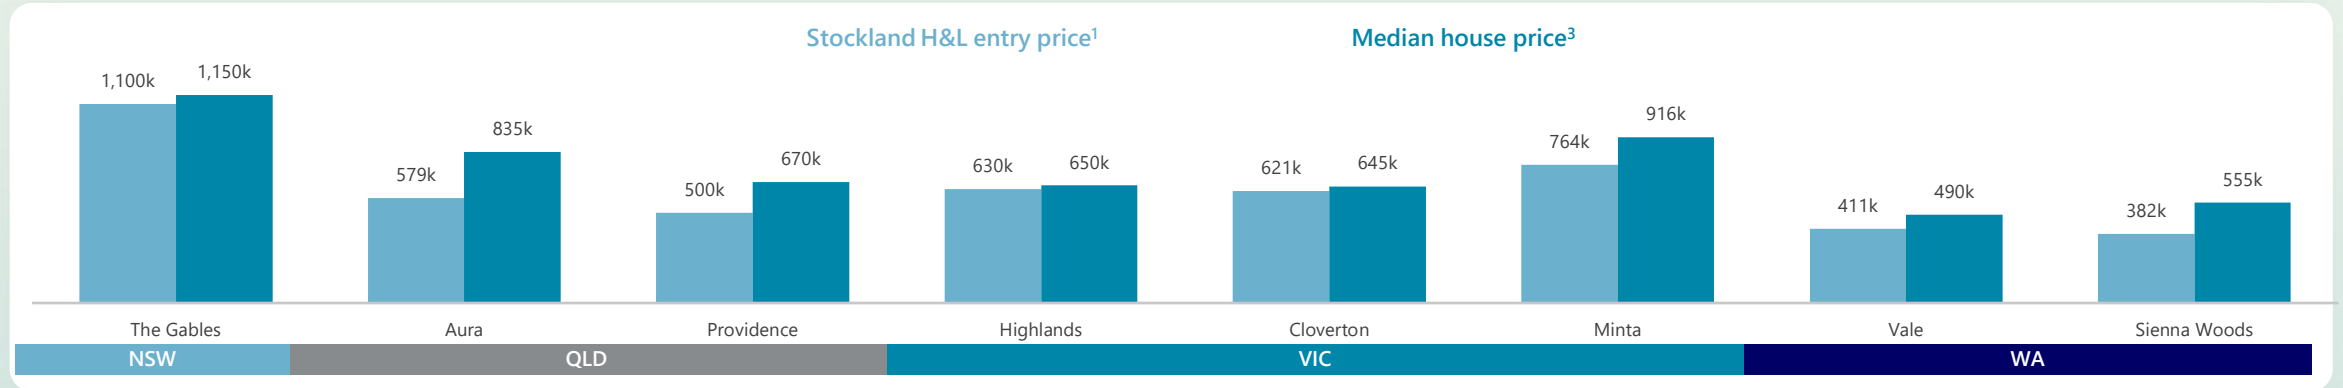 Stockland H&L entry price¹ Median house price³
1,100k 1,150k
579k 835k
500k 670k
630k 650k
621k 645k
764k 916k
411k 490k
382k 555k
The Gables Aura Providence Highlands Cloverton Minta Vale Sienna Woods
NSW QLD VIC WA